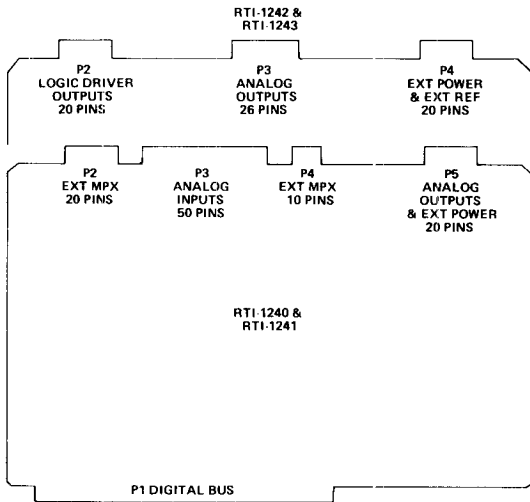 RTI-1242 &
RTI-1243
P2
LOGIC DRIVER
OUTPUTS
20 PINS
P3
ANALOG
OUTPUTS
26 PINS
P4
EXT POWER
& EXT REF
20 PINS
P2
EXT MPX
20 PINS
P3
ANALOG
INPUTS
50 PINS
P4
EXT MPX
10 PINS
P5
ANALOG
OUTPUTS
& EXT POWER
20 PINS
RTI-1240 &
RTI-1241
P1 DIGITAL BUS